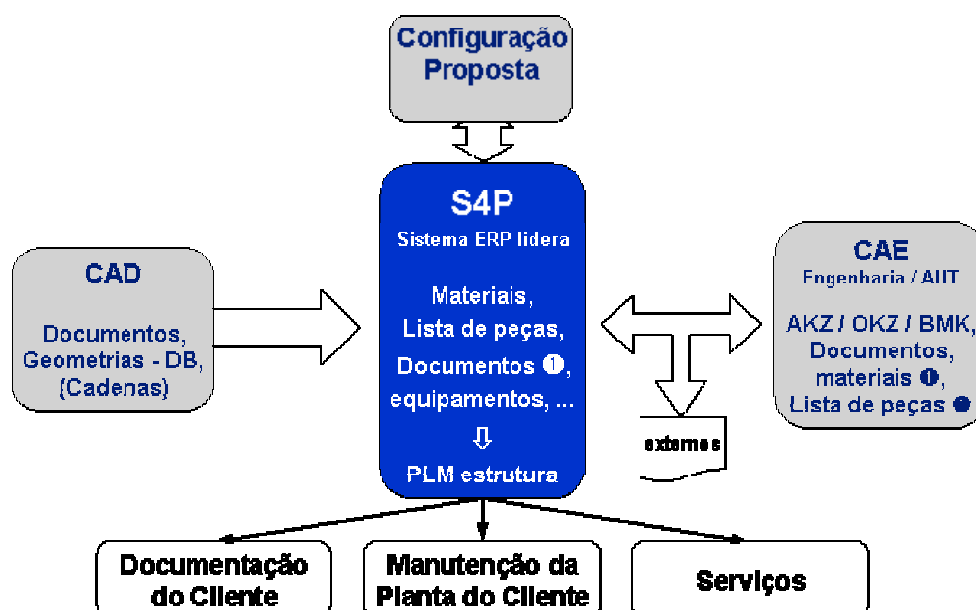 Configuração
Proposta
S4P
Sistema ERP lidera
Materiais,
Lista de peças,
Documentos ❶,
equipamentos, ...
PLM estrutura
CAD
Documentos,
Geometrias - DB,
(Cadenas)
CAE
Engenharia / AUT
AKZ / OKZ / BMK,
Documentos,
materiais ❶,
Lista de peças
externos
Documentação
do Cliente
Manutenção da
Planta do Cliente
Serviços